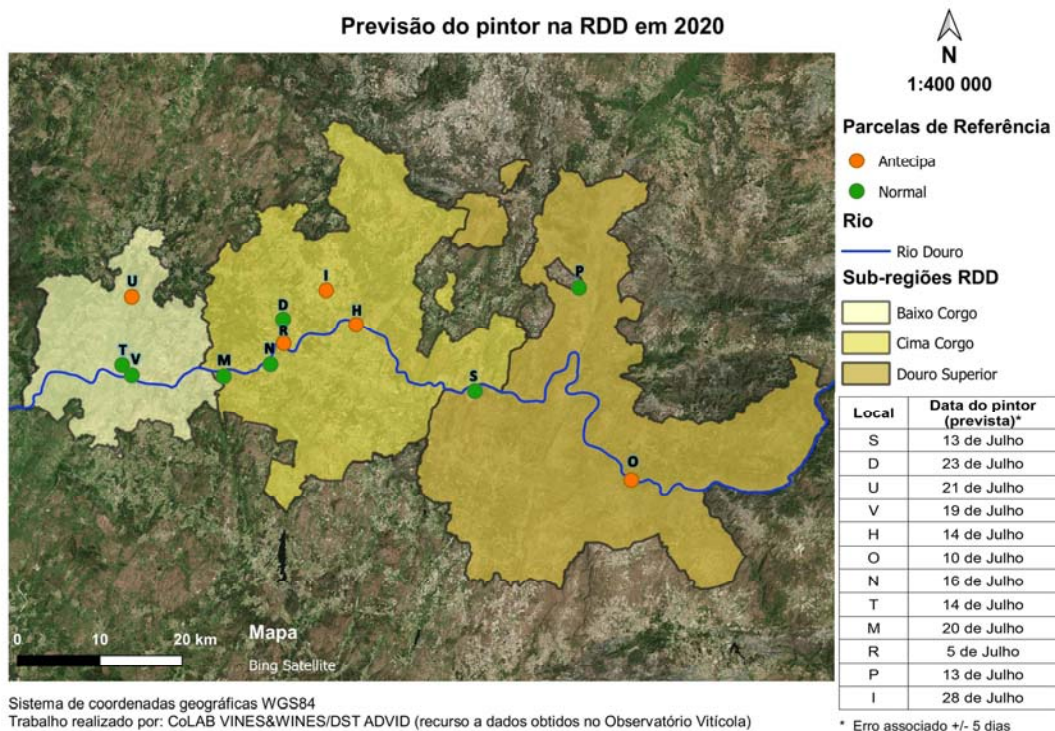 Previsão do pintor na RDD em 2020
N
1:400 000
Parcelas de Referência
Antecipa
Normal
Rio
Rio Douro
Sub-regiões RDD
Baixo Corgo
Cima Corgo
Douro Superior
U
T
V
M
N
D
R
I
H
S
P
O
Local Data do pintor
(prevista)*
S 13 de Julho
D 23 de Julho
U 21 de Julho
V 19 de Julho
H 14 de Julho
O 10 de Julho
N 16 de Julho
T 14 de Julho
M 20 de Julho
R 5 de Julho
P 13 de Julho
I 28 de Julho
* Erro associado +/- 5 dias
0 10 20 km
Mapa
Bing Satellite
Sistema de coordenadas geográficas WGS84
Trabalho realizado por: CoLAB VINES&WINES/DST ADVID (recurso a dados obtidos no Observatório Vitícola)